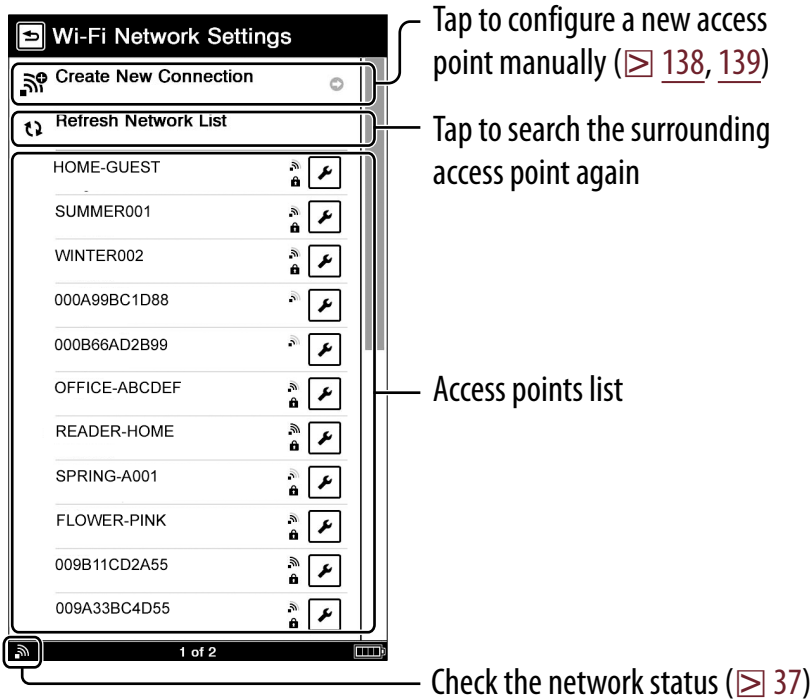 Wi-Fi Network Settings
Create New Connection
Refresh Network List
HOME-GUEST
SUMMER001
WINTER002
000A99BC1D88
000B66AD2B99
OFFICE-ABCDEF
READER-HOME
SPRING-A001
FLOWER-PINK
009B11CD2A55
009A33BC4D55
1 of 2
Tap to configure a new access
point manually (138, 139)
Tap to search the surrounding
access point again
Access points list
Check the network status (37)